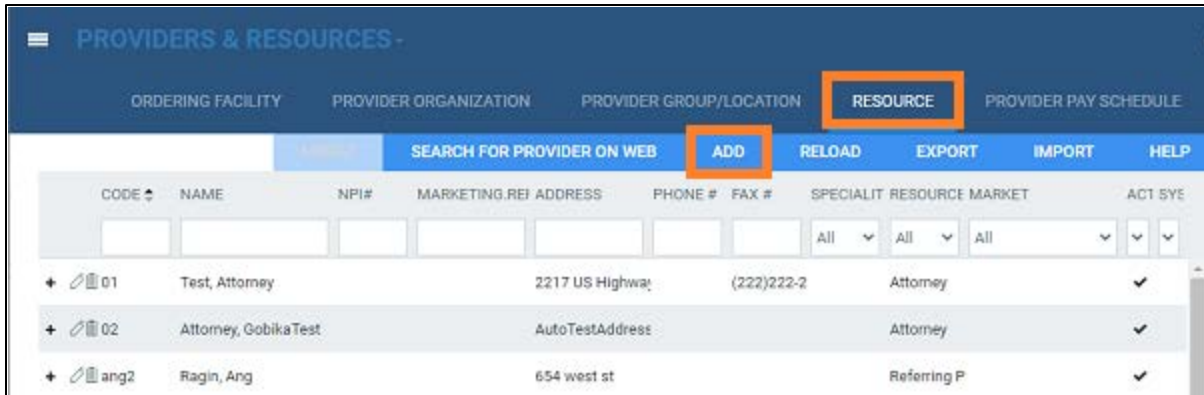 PROVIDERS & RESOURCES -
ORDERING FACILITY PROVIDER ORGANIZATION PROVIDER GROUP/LOCATION RESOURCE PROVIDER PAY SCHEDULE
SEARCH FOR PROVIDER ON WEB ADD RELOAD EXPORT IMPORT HELP
CODE NAME NPI# MARKETING REI ADDRESS PHONE # FAX # SPECIALIT RESOURCE MARKET ACT SYS
All All All
01 Test, Attorney 2217 US Highway (222)222-2 Attorney
02 Attorney, GobikaTest AutoTestAddress Attorney
ang2 Ragin, Ang 654 west st Referring P